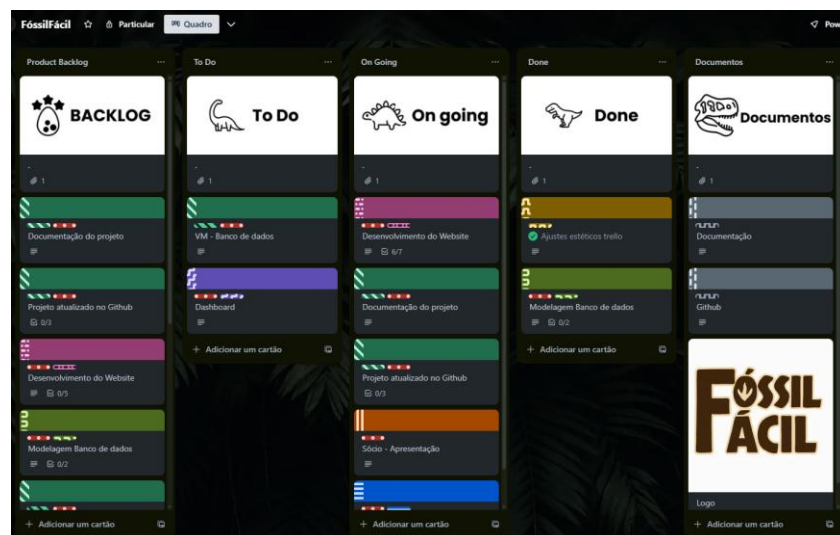 FóssilFácil
Particular
Quadro
Pow
Product Backlog
BACKLOG
-
1
Documentação do projeto
Projeto atualizado no Github
0/3
Desenvolvimento do Website
0/5
Modelagem Banco de dados
0/2
+ Adicionar um cartão
To Do
To Do
-
1
VM - Banco de dados
Dashboard
+ Adicionar um cartão
On Going
On going
-
1
Desenvolvimento do Website
6/7
Documentação do projeto
Projeto atualizado no Github
0/3
Sócio - Apresentação
+ Adicionar um cartão
Done
Done
-
1
Ajustes estéticos trello
Modelagem Banco de dados
0/2
+ Adicionar um cartão
Documentos
Documentos
-
1
Documentação
Github
FÓSSIL
FÁCIL
Logo
+ Adicionar um cartão